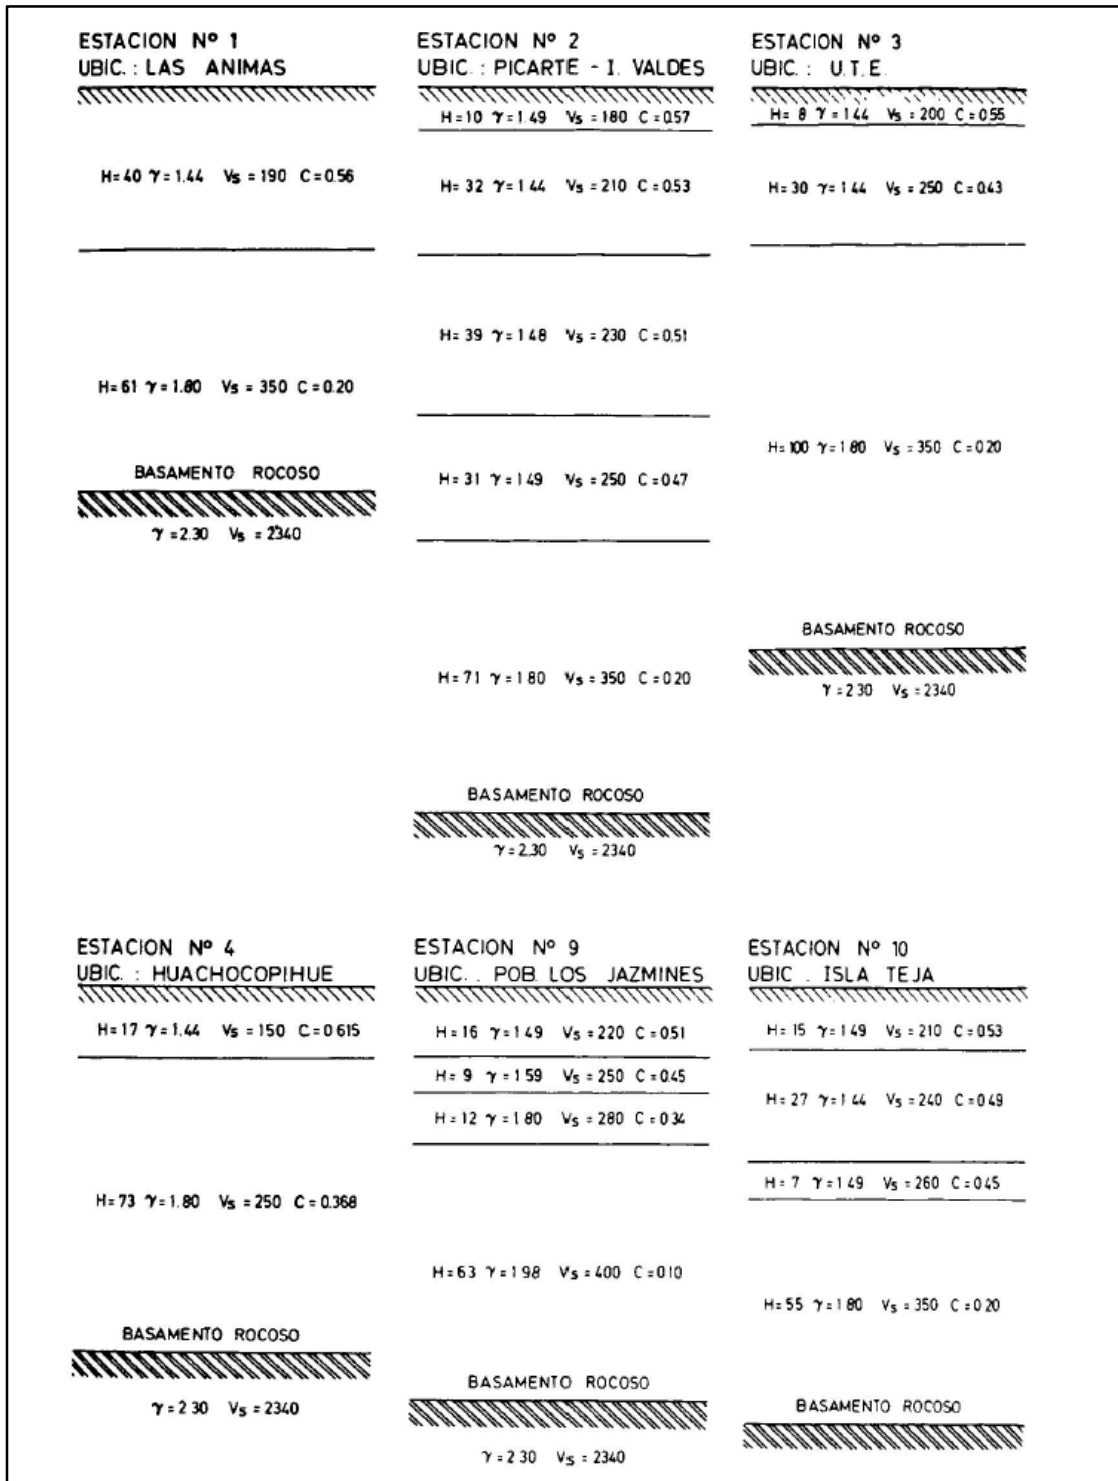 ESTACION Nº 1
UBIC. : LAS ANIMAS
H=40 γ=1.44 Vs = 190 C=0.56
H=61 γ=1.80 Vs = 350 C=0.20
BASAMENTO ROCOSO
γ=2.30 Vs = 2340
ESTACION Nº 2
UBIC. : PICARTE - I. VALDES
H=10 γ=1.49 Vs=180 C=0.57
H=32 γ=1.44 Vs=210 C=0.53
H=39 γ=1.48 Vs=230 C=0.51
H=31 γ=1.49 Vs=250 C=0.47
H=71 γ=1.80 Vs=350 C=0.20
BASAMENTO ROCOSO
γ=2.30 Vs=2340
ESTACION Nº 3
UBIC. : U.T.E.
H= 8 γ=1.44 Vs=200 C=0.55
H=30 γ=1.44 Vs=250 C=0.43
H=100 γ=1.80 Vs=350 C=0.20
BASAMENTO ROCOSO
γ=2.30 Vs=2340
ESTACION Nº 4
UBIC. : HUACHOCOPIHUE
H=17 γ=1.44 Vs=150 C=0.615
H=73 γ=1.80 Vs=250 C=0.368
BASAMENTO ROCOSO
γ=2.30 Vs=2340
ESTACION Nº 9
UBIC. . POB. LOS JAZMINES
H=16 γ=1.49 Vs=220 C=0.51
H= 9 γ=1.59 Vs=250 C=0.45
H=12 γ=1.80 Vs=280 C=0.34
H=63 γ=1.98 Vs=400 C=0.10
BASAMENTO ROCOSO
γ=2.30 Vs=2340
ESTACION Nº 10
UBIC . ISLA TEJA
H=15 γ=1.49 Vs=210 C=0.53
H=27 γ=1.44 Vs=240 C=0.49
H= 7 γ=1.49 Vs=260 C=0.45
H=55 γ=1.80 Vs=350 C=0.20
BASAMENTO ROCOSO